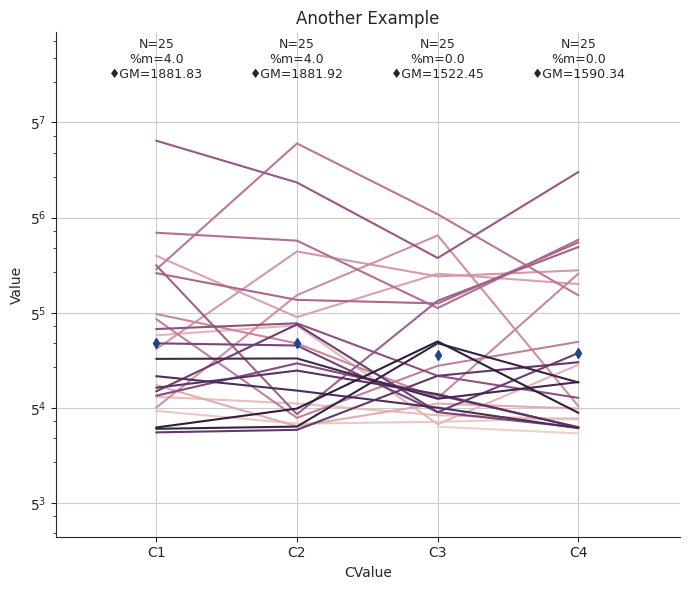 Another Example
N=25 N=25 N=25 N=25
%m=4.0 %m=4.0 %m=0.0 %m=0.0
♦GM=1881.83 ♦GM=1881.92 ♦GM=1522.45 ♦GM=1590.34
5⁷
5⁶
5⁵
5⁴
5³
Value
C1 C2 C3 C4
CValue